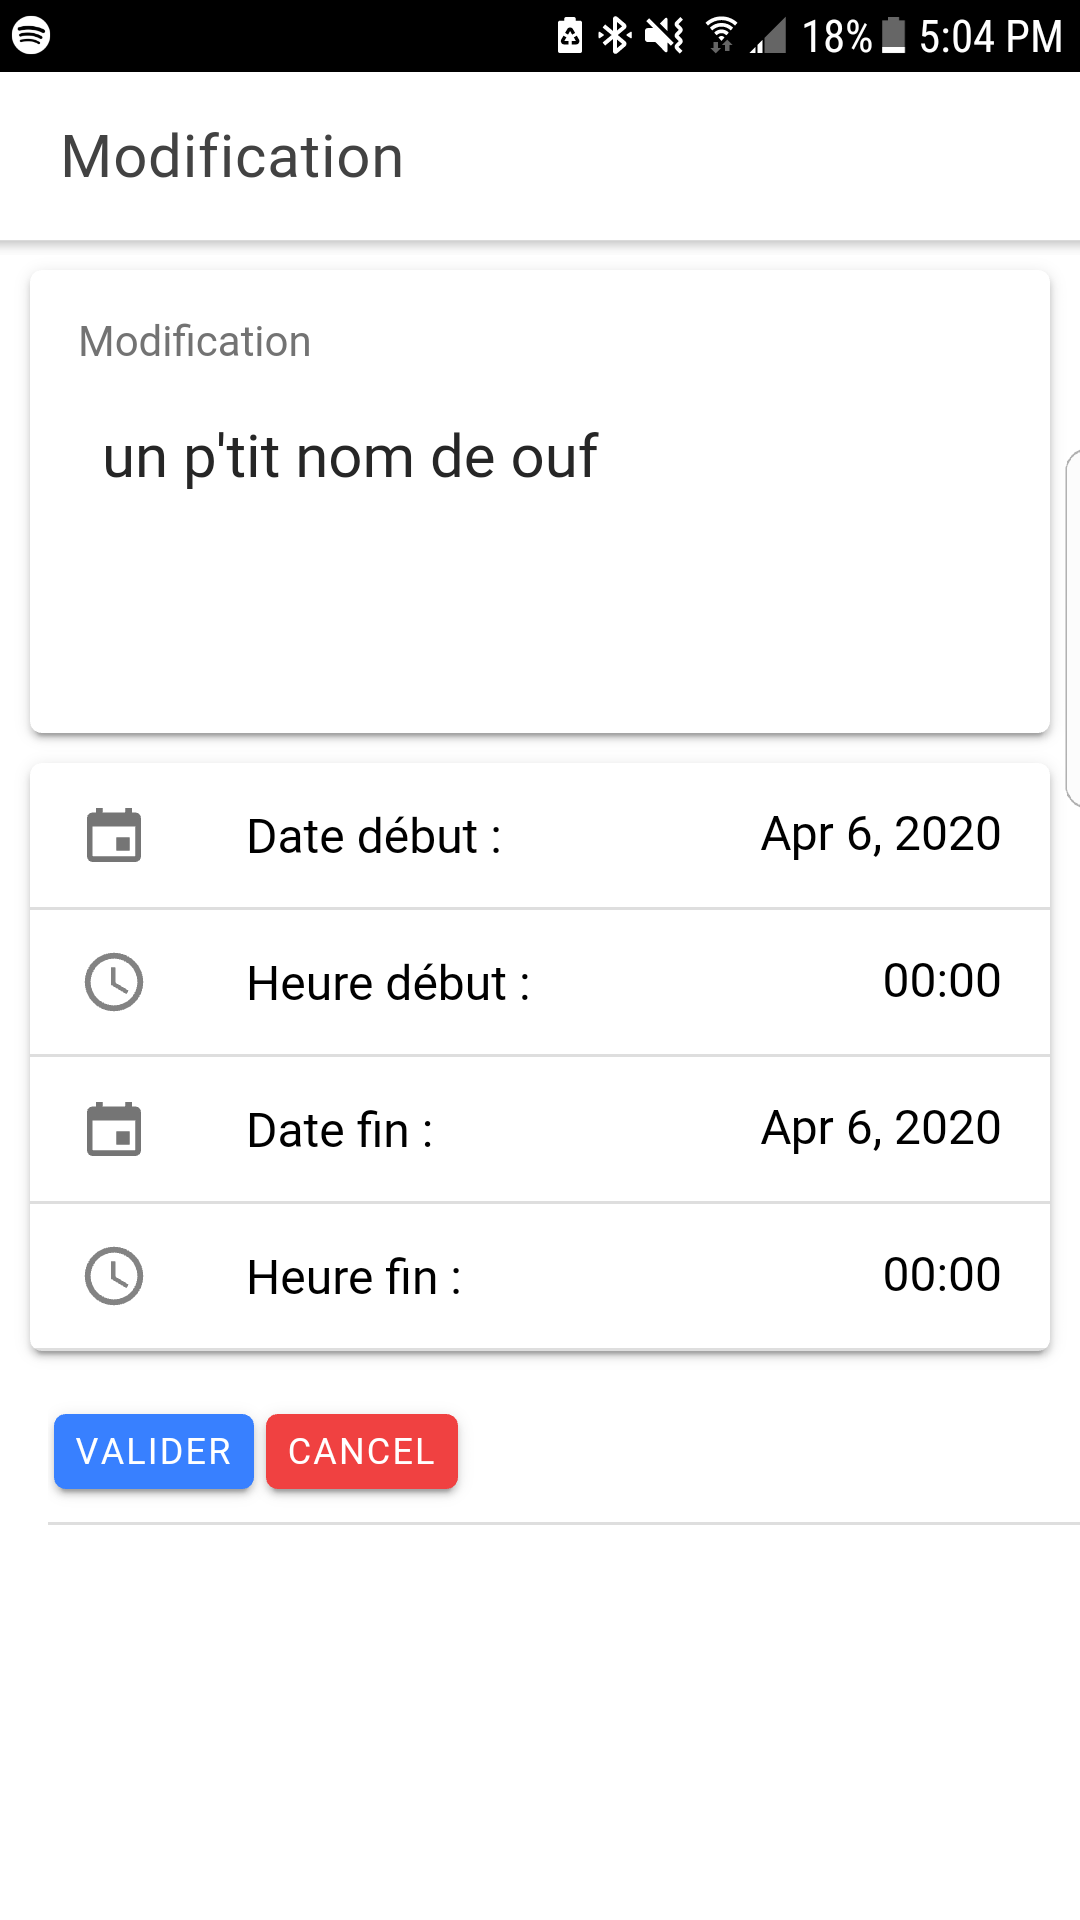 18% 5:04 PM
Modification
Modification
un p'tit nom de ouf
Date début : Apr 6, 2020
Heure début : 00:00
Date fin : Apr 6, 2020
Heure fin : 00:00
VALIDER CANCEL